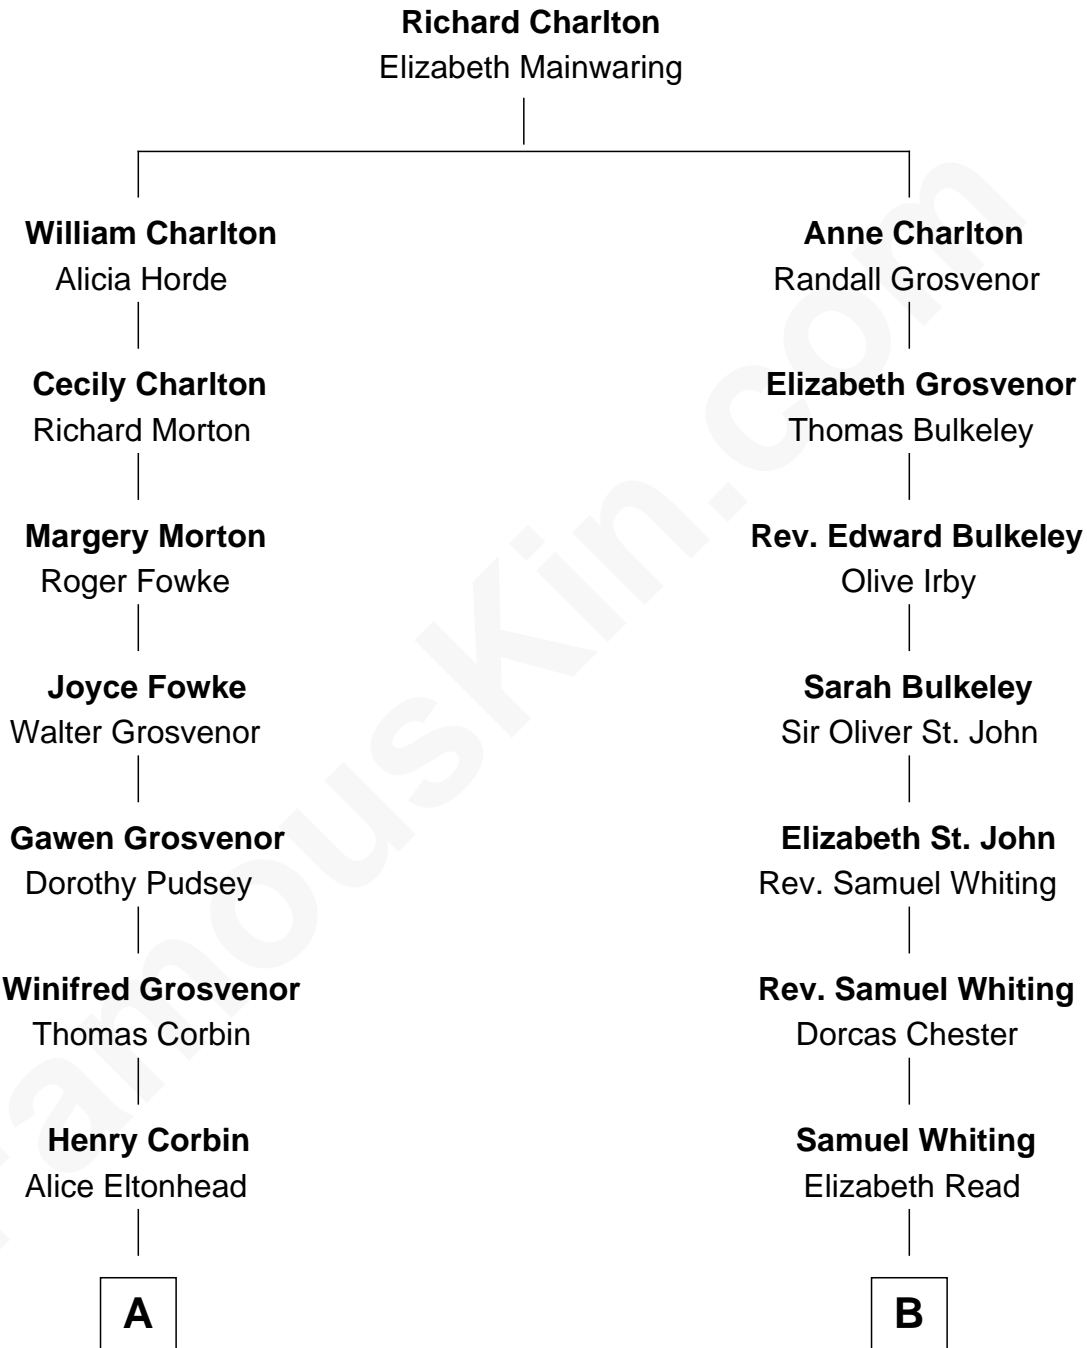 Richard Charlton
Elizabeth Mainwaring
William Charlton
Alicia Horde
Anne Charlton
Randall Grosvenor
Cecily Charlton
Richard Morton
Elizabeth Grosvenor
Thomas Bulkeley
Margery Morton
Roger Fowke
Rev. Edward Bulkeley
Olive Irby
Joyce Fowke
Walter Grosvenor
Sarah Bulkeley
Sir Oliver St. John
Gawen Grosvenor
Dorothy Pudsey
Elizabeth St. John
Rev. Samuel Whiting
Winifred Grosvenor
Thomas Corbin
Rev. Samuel Whiting
Dorcas Chester
Henry Corbin
Alice Eltonhead
Samuel Whiting
Elizabeth Read
A
B
FamousKin.com